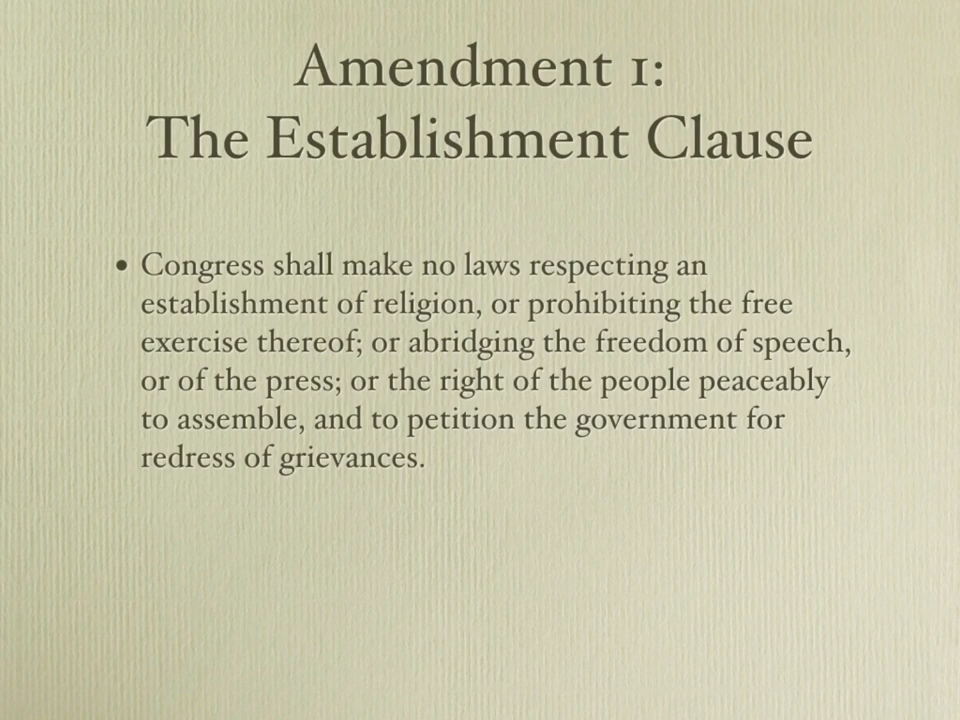 Amendment 1:
The Establishment Clause
• Congress shall make no laws respecting an
establishment of religion, or prohibiting the free
exercise thereof; or abridging the freedom of speech,
or of the press; or the right of the people peaceably
to assemble, and to petition the government for
redress of grievances.